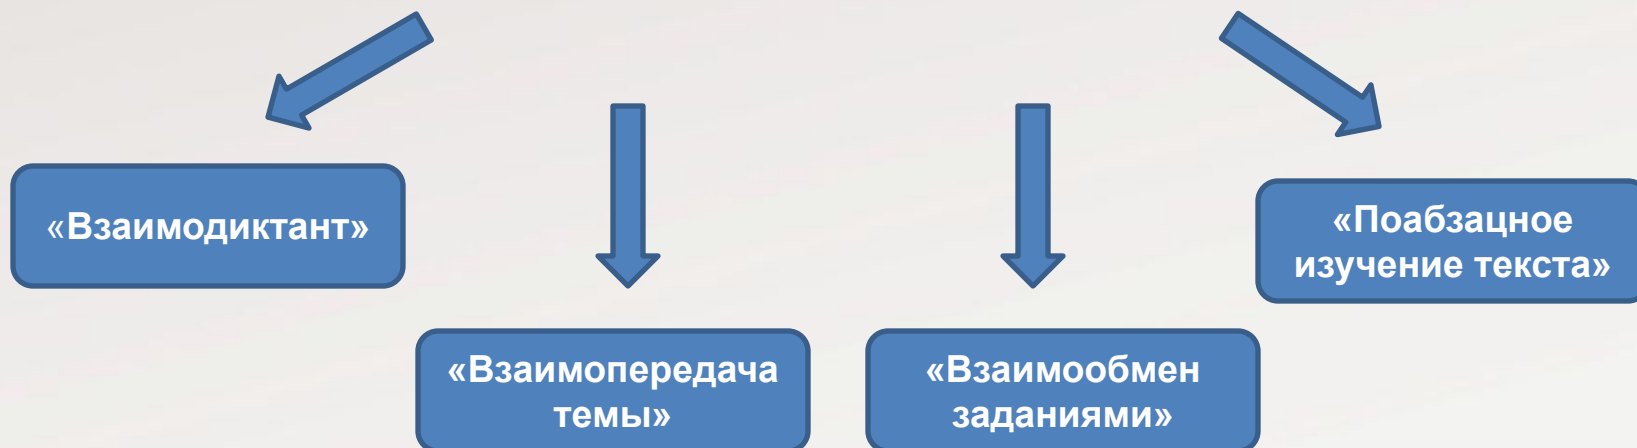 «Взаимодиктант»
«Взаимопередача
темы»
«Взаимообмен
заданиями»
«Поабзацное
изучение текста»